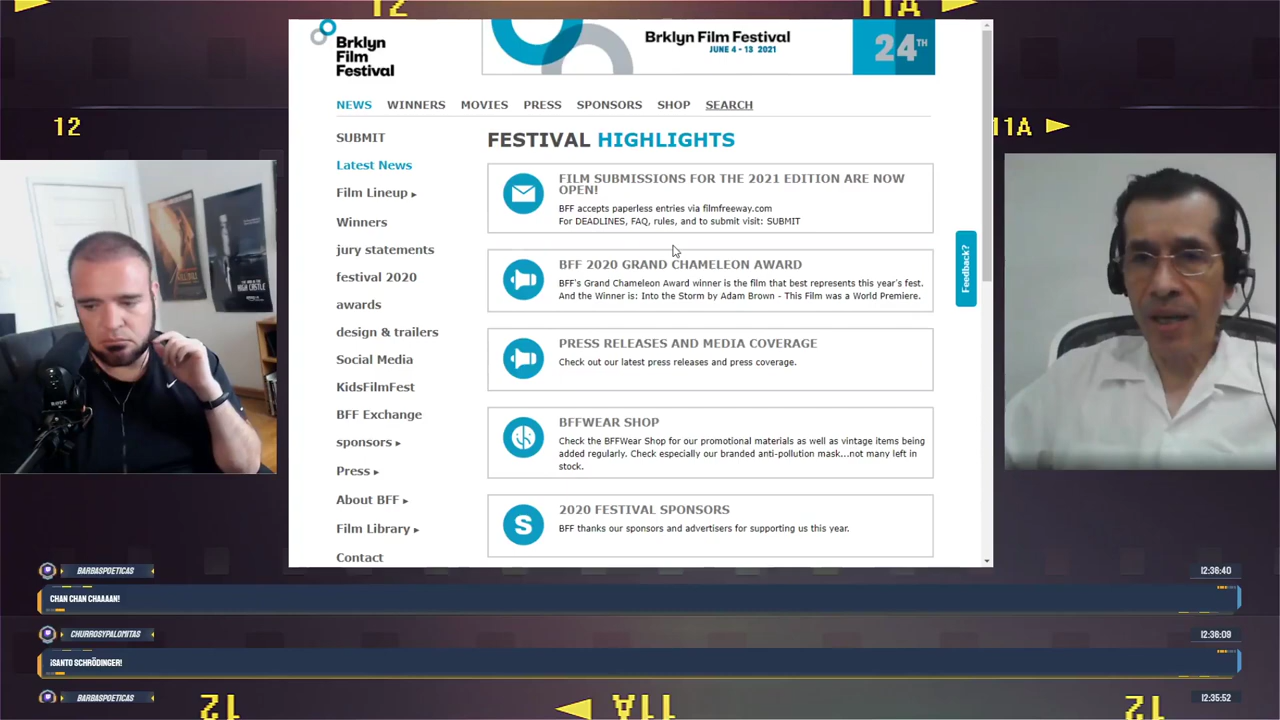 12
11A
12
11A
Brklyn
Film
Festival
Brklyn Film Festival
JUNE 4 - 13 2021
24TH
NEWS WINNERS MOVIES PRESS SPONSORS SHOP SEARCH
SUBMIT
Latest News
Film Lineup
Winners
jury statements
festival 2020
awards
design & trailers
Social Media
KidsFilmFest
BFF Exchange
sponsors
Press
About BFF
Film Library
Contact
FESTIVAL HIGHLIGHTS
FILM SUBMISSIONS FOR THE 2021 EDITION ARE NOW
OPEN!
BFF accepts paperless entries via filmfreeway.com
For DEADLINES, FAQ, rules, and to submit visit: SUBMIT
BFF 2020 GRAND CHAMELEON AWARD
BFF's Grand Chameleon Award winner is the film that best represents this year's fest.
And the Winner is: Into the Storm by Adam Brown - This Film was a World Premiere.
PRESS RELEASES AND MEDIA COVERAGE
Check out our latest press releases and press coverage.
BFFWEAR SHOP
Check the BFFWear Shop for our promotional materials as well as vintage items being
added regularly. Check especially our branded anti-pollution mask...not many left in
stock.
S
2020 FESTIVAL SPONSORS
BFF thanks our sponsors and advertisers for supporting us this year.
Feedback?
HIGH CASTLE
RODE
BARBASPOETICAS 12:36:40
CHAN CHAN CHAAAAN!
CHURROSYPALOMITAS 12:36:09
¡SANTO SCHRÖDINGER!
BARBASPOETICAS 12:35:52
12
11A
12